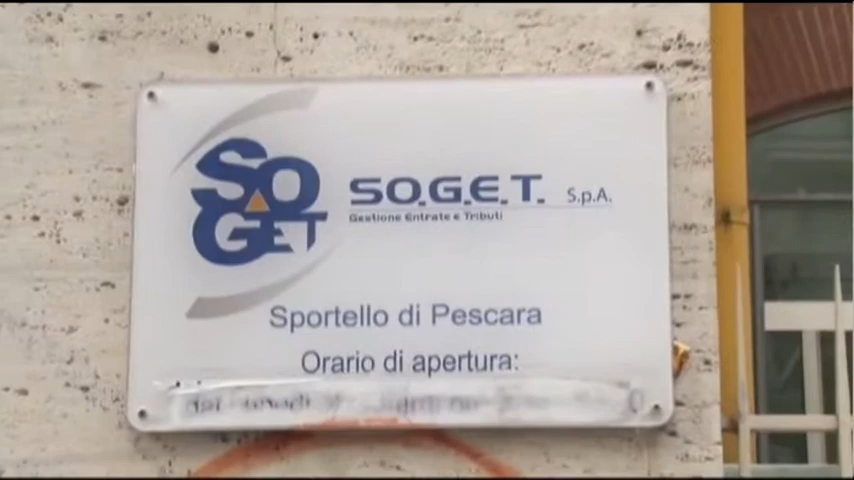 SO
GET
SO.G.E.T. S.p.A.
Gestione Entrate e Tributi
Sportello di Pescara
Orario di apertura: